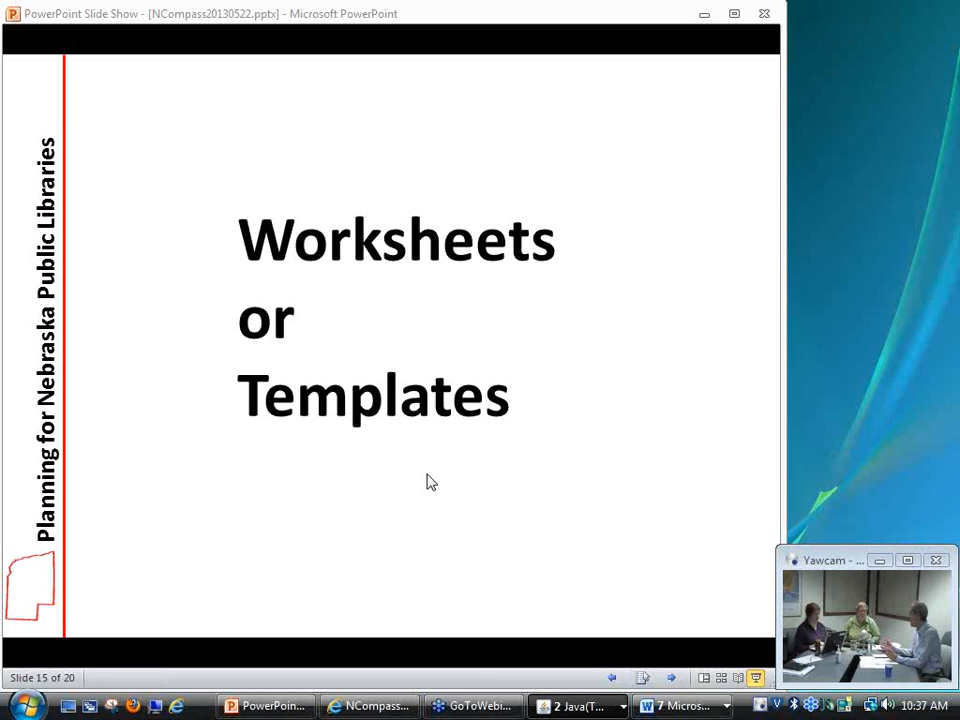 PowerPoint Slide Show - [NCompass20130522.pptx] - Microsoft PowerPoint
Planning for Nebraska Public Libraries
Worksheets
or
Templates
Yawcam - ...
Slide 15 of 20
PowerPoin...
NCompass...
GoToWebi...
2 Java(T...
7 Micros...
10:37 AM